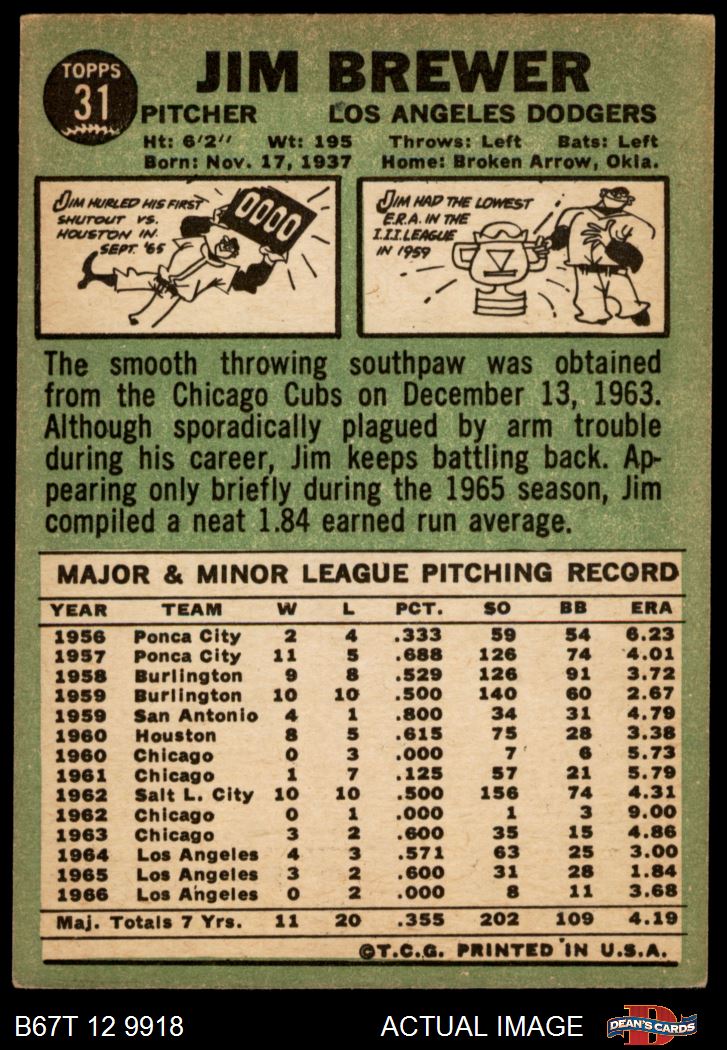 TOPPS
31
JIM BREWER
PITCHER LOS ANGELES DODGERS
Ht: 6'2" Wt: 195 Throws: Left Bats: Left
Born: Nov. 17, 1937 Home: Broken Arrow, Okla.
JIM HURLED HIS FIRST
SHUTOUT VS.
HOUSTON IN
SEPT. '65
0000
JIM HAD THE LOWEST
E.R.A. IN THE
I.I.I. LEAGUE
IN 1959
The smooth throwing southpaw was obtained
from the Chicago Cubs on December 13, 1963.
Although sporadically plagued by arm trouble
during his career, Jim keeps battling back. Ap-
pearing only briefly during the 1965 season, Jim
compiled a neat 1.84 earned run average.
MAJOR & MINOR LEAGUE PITCHING RECORD
YEAR TEAM W L PCT. SO BB ERA
1956 Ponca City 2 4 .333 59 54 6.23
1957 Ponca City 11 5 .688 126 74 4.01
1958 Burlington 9 8 .529 126 91 3.72
1959 Burlington 10 10 .500 140 60 2.67
1959 San Antonio 4 1 .800 34 31 4.79
1960 Houston 8 5 .615 75 28 3.38
1960 Chicago 0 3 .000 7 6 5.73
1961 Chicago 1 7 .125 57 21 5.79
1962 Salt L. City 10 10 .500 156 74 4.31
1962 Chicago 0 1 .000 1 3 9.00
1963 Chicago 3 2 .600 35 15 4.86
1964 Los Angeles 4 3 .571 63 25 3.00
1965 Los Angeles 3 2 .600 31 28 1.84
1966 Los Angeles 0 2 .000 8 11 3.68
Maj. Totals 7 Yrs. 11 20 .355 202 109 4.19
©T.C.G. PRINTED IN U.S.A.
B67T 12 9918 ACTUAL IMAGE D DEAN'S CARDS